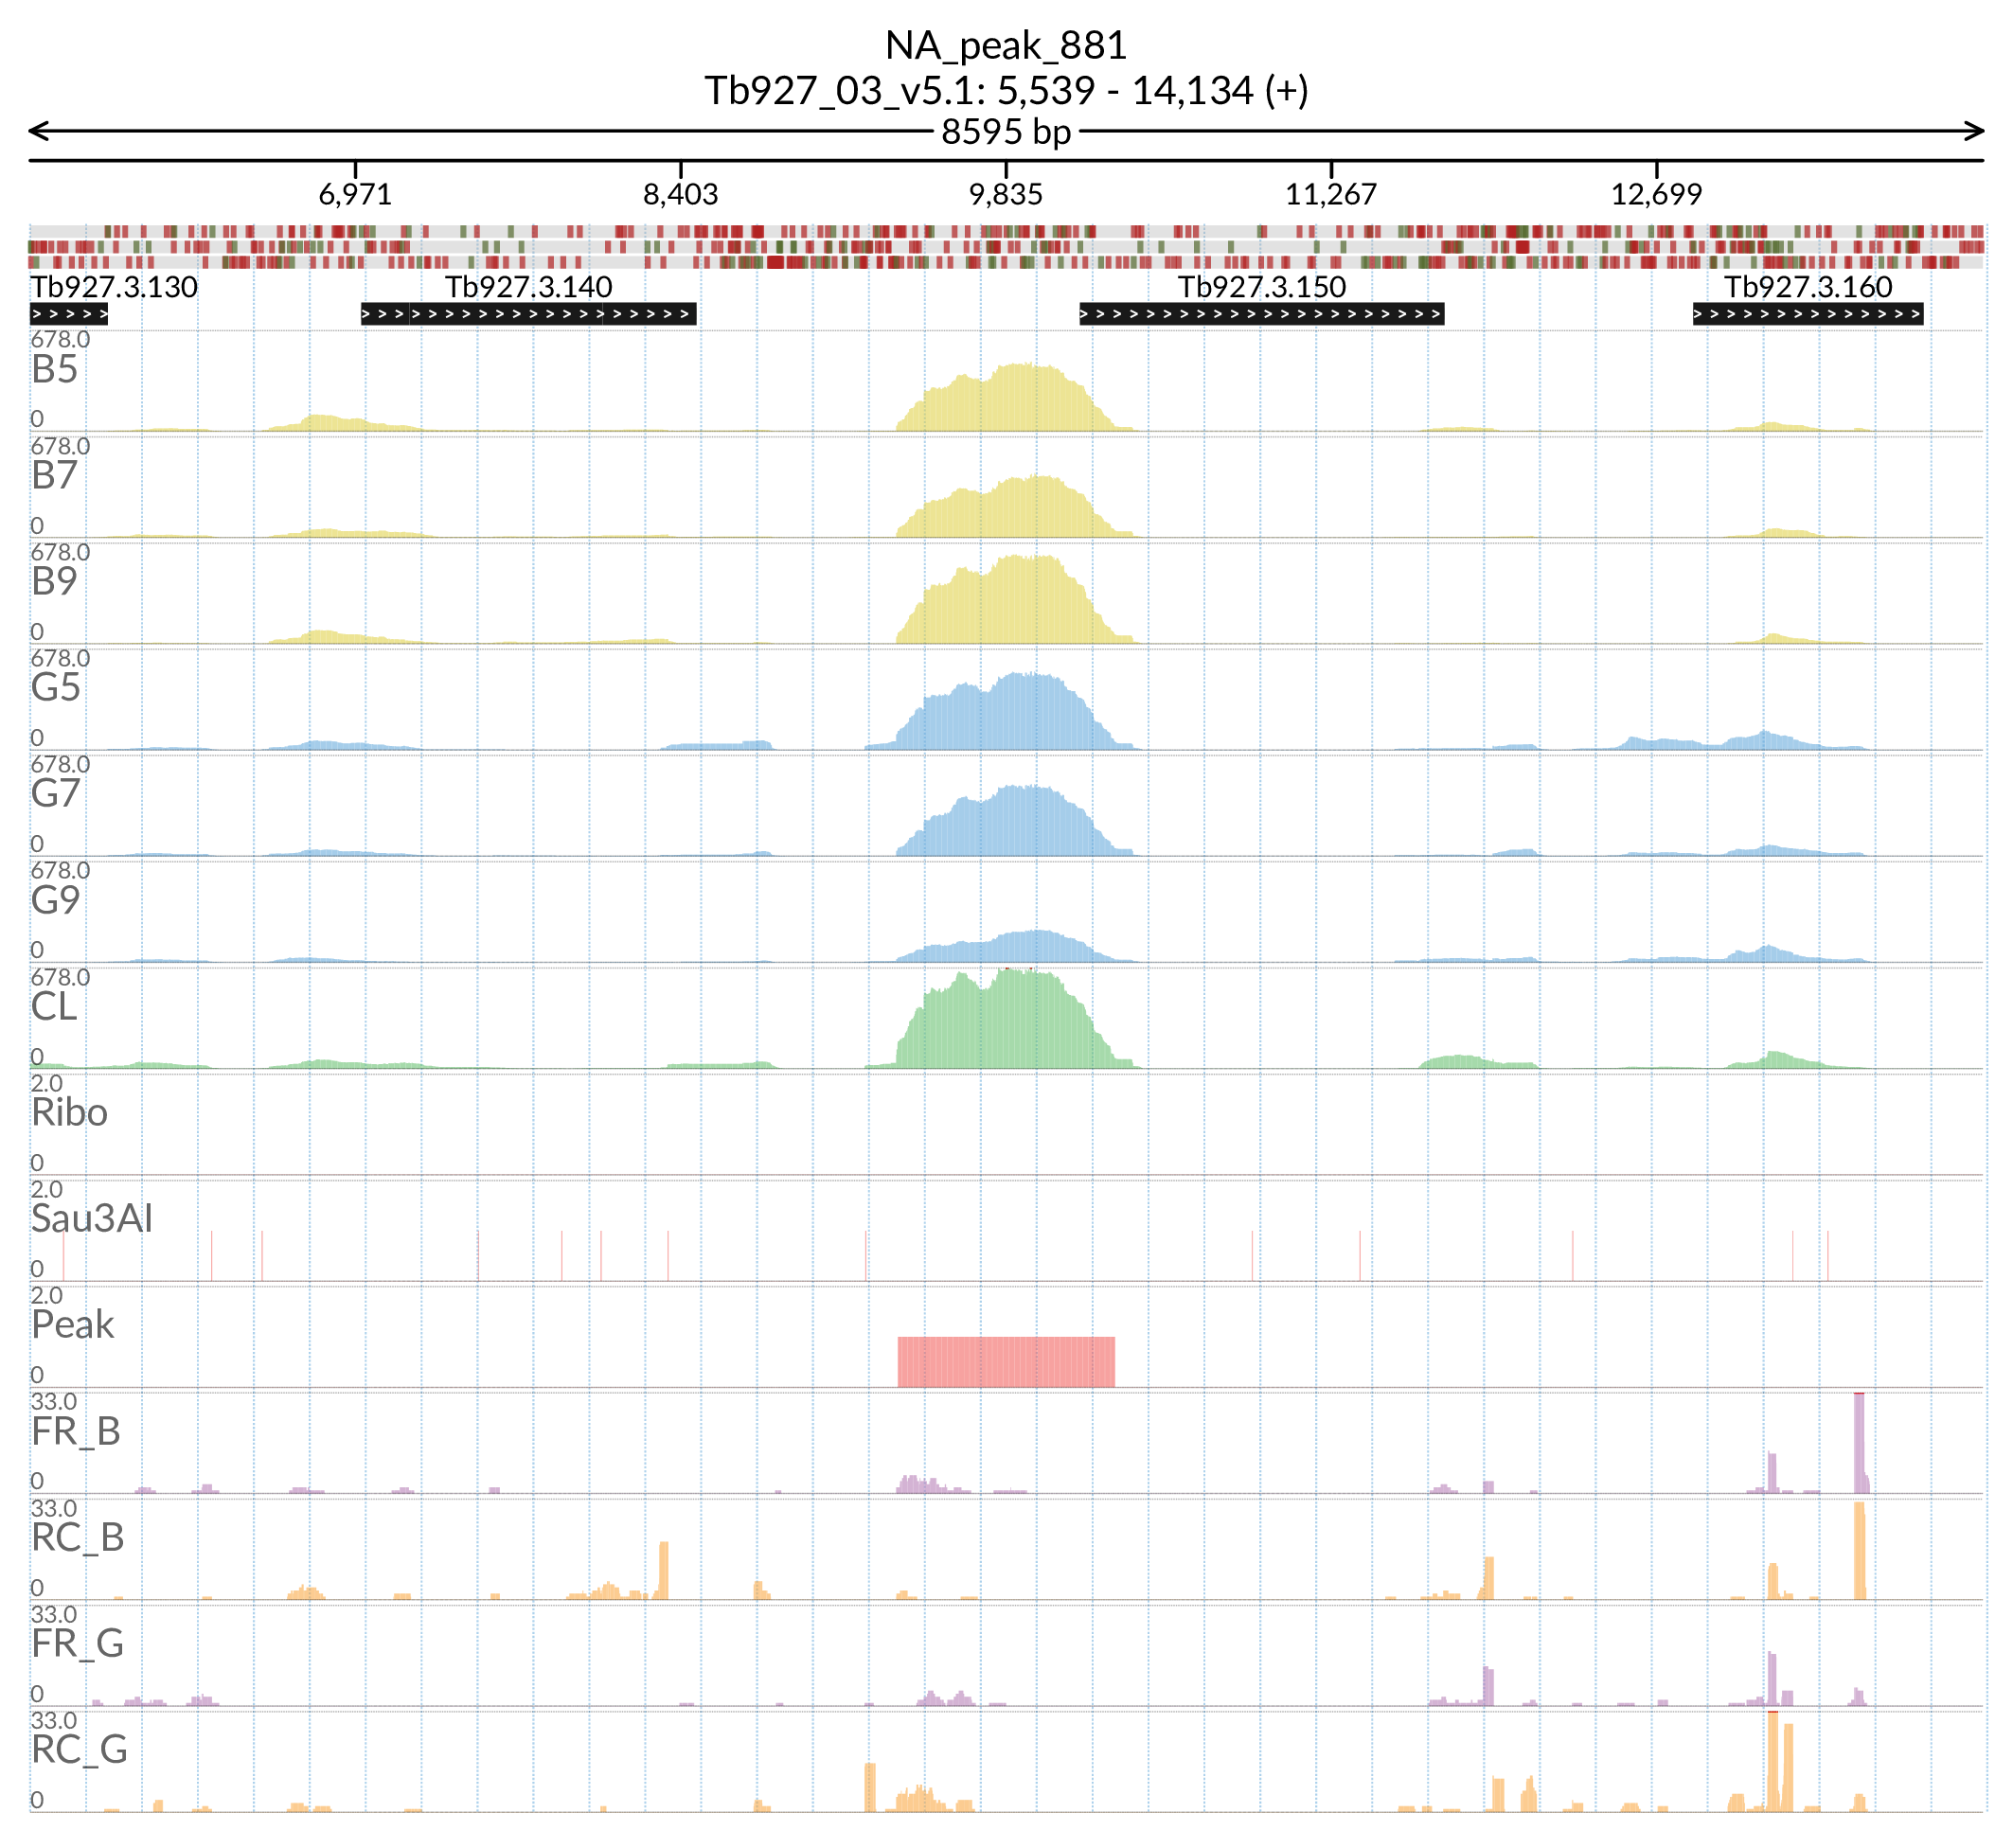 NA_peak_881
Tb927_03_v5.1: 5,539 - 14,134 (+)
8595 bp
6,971 8,403 9,835 11,267 12,699
Tb927.3.130 Tb927.3.140 Tb927.3.150 Tb927.3.160
678.0
B5
0
678.0
B7
0
678.0
B9
0
678.0
G5
0
678.0
G7
0
678.0
G9
0
678.0
CL
0
2.0
Ribo
0
2.0
Sau3AI
0
2.0
Peak
0
33.0
FR_B
0
33.0
RC_B
0
33.0
FR_G
0
33.0
RC_G
0